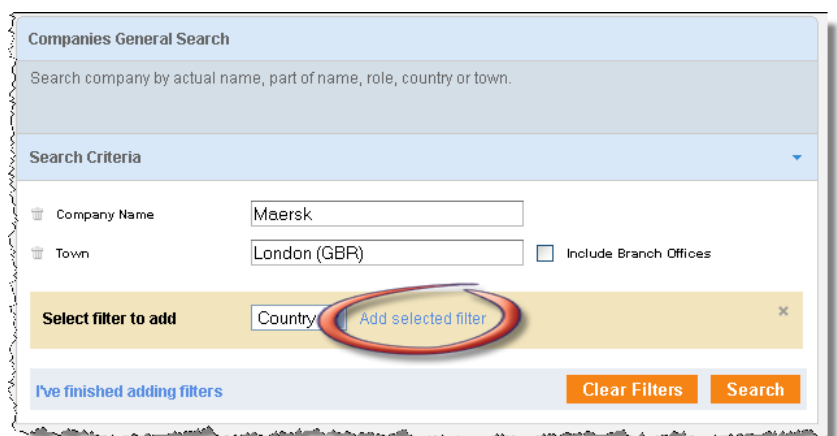 Companies General Search
Search company by actual name, part of name, role, country or town.
Search Criteria
Company Name Maersk
Town London (GBR) Include Branch Offices
Select filter to add Country Add selected filter
I've finished adding filters Clear Filters Search